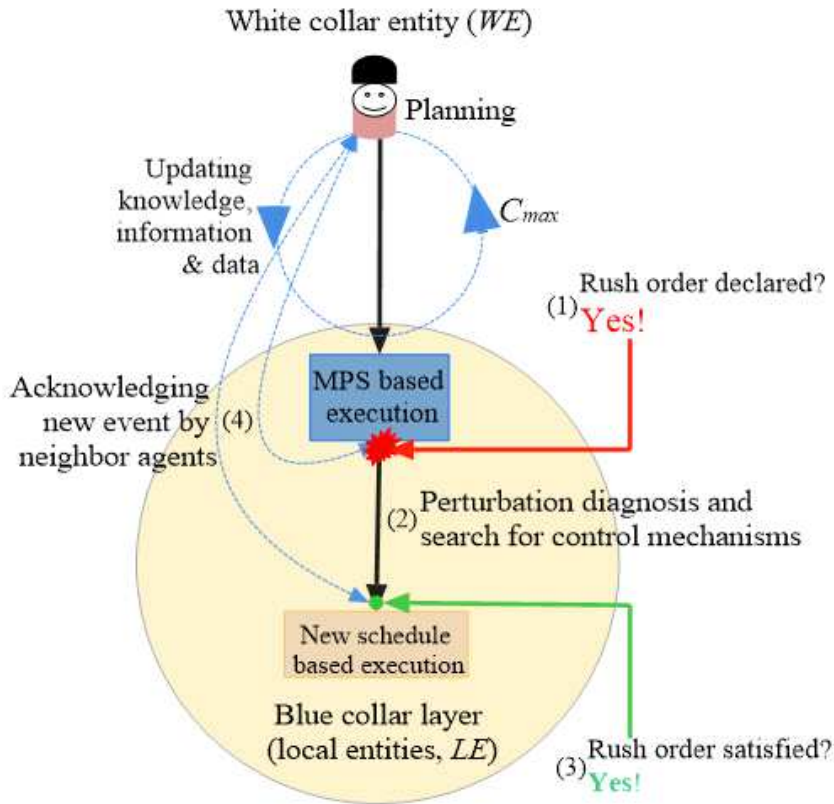 White collar entity (WE)
Planning
Updating
knowledge,
information
& data
Cmax
Rush order declared?
(1) Yes!
MPS based
execution
Acknowledging
new event by
neighbor agents
(4)
(2) Perturbation diagnosis and
search for control mechanisms
New schedule
based execution
Blue collar layer
(local entities, LE)
Rush order satisfied?
(3) Yes!